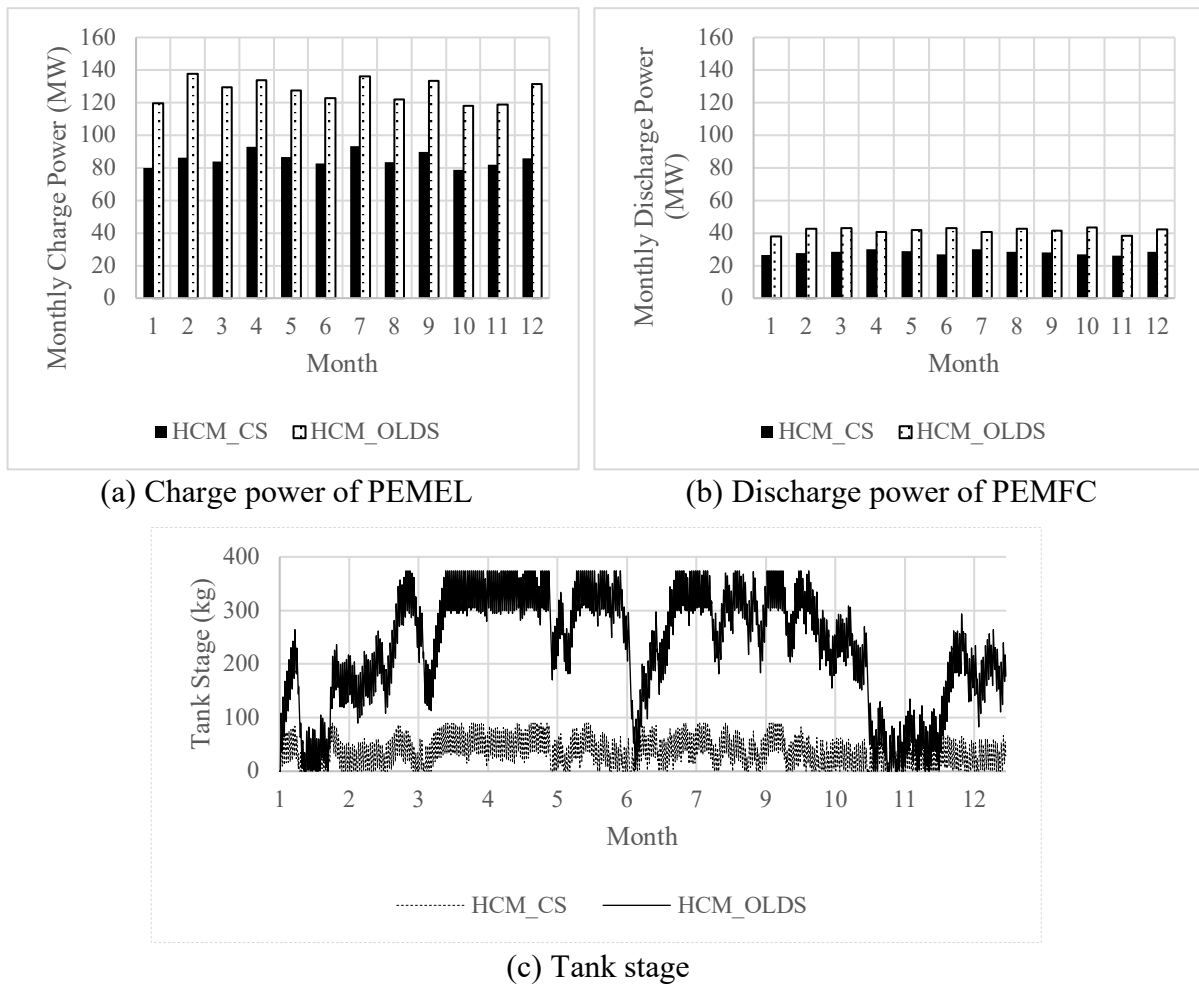 160
140
120
100
80
60
40
20
0
Monthly Charge Power (MW)
1 2 3 4 5 6 7 8 9 10 11 12
Month
HCM_CS HCM_OLDS
(a) Charge power of PEMEL
160
140
120
100
80
60
40
20
0
Monthly Discharge Power
(MW)
1 2 3 4 5 6 7 8 9 10 11 12
Month
HCM_CS HCM_OLDS
(b) Discharge power of PEMFC
400
300
200
100
0
Tank Stage (kg)
1 2 3 4 5 6 7 9 10 11 12
Month
HCM_CS HCM_OLDS
(c) Tank stage